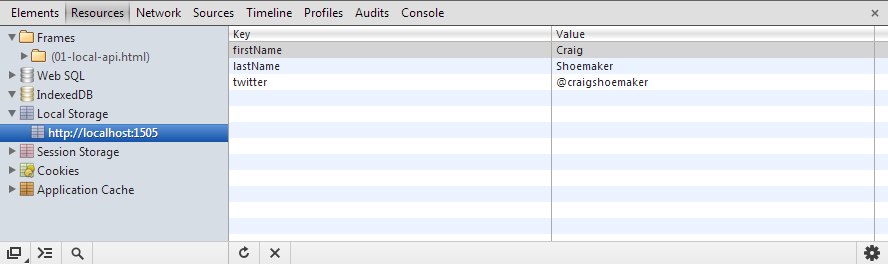 Elements Resources Network Sources Timeline Profiles Audits Console
Key Value
Frames
firstName Craig
(01-local-api.html)
lastName Shoemaker
Web SQL
twitter @craigshoemaker
IndexedDB
Local Storage
http://localhost:1505
Session Storage
Cookies
Application Cache